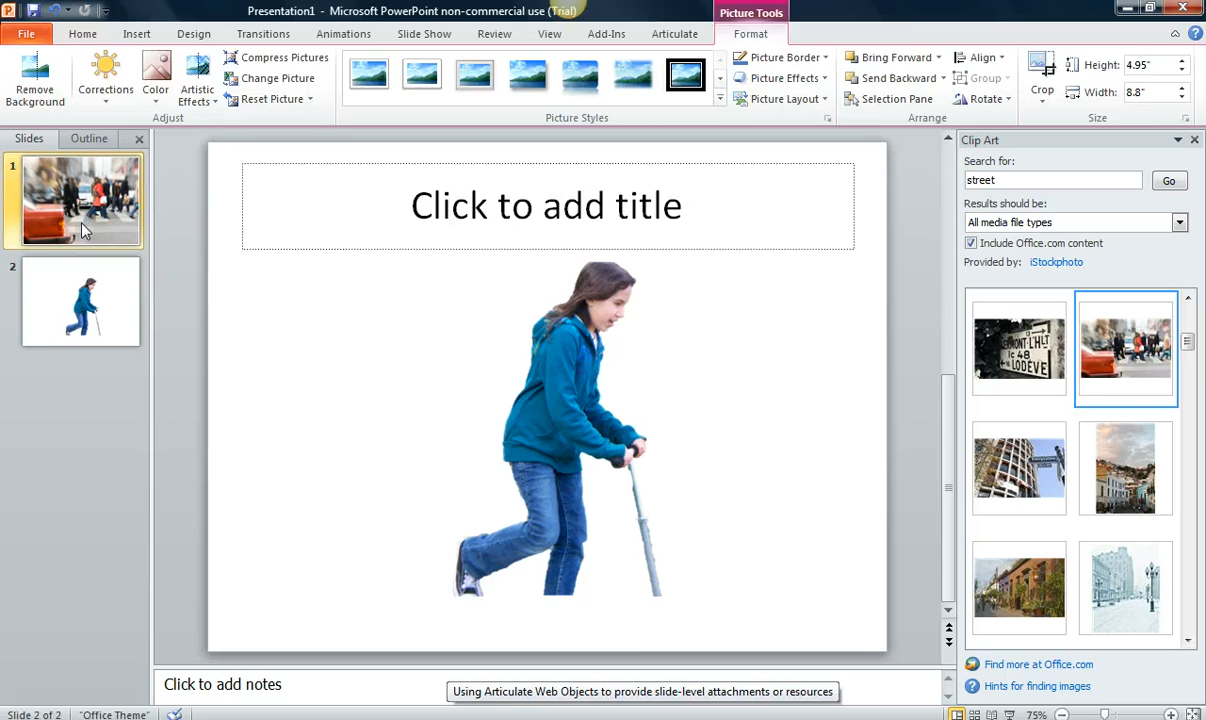 Presentation1 - Microsoft PowerPoint non-commercial use (Trial)
Picture Tools
File
Home
Insert
Design
Transitions
Animations
Slide Show
Review
View
Add-Ins
Articulate
Format
Remove Background
Corrections
Color
Artistic Effects
Compress Pictures
Change Picture
Reset Picture
Adjust
Picture Styles
Picture Border
Picture Effects
Picture Layout
Bring Forward
Send Backward
Selection Pane
Align
Group
Rotate
Arrange
Crop
Height: 4.95"
Width: 8.8"
Size
Slides
Outline
1
2
Click to add title
Click to add notes
Using Articulate Web Objects to provide slide-level attachments or resources
Clip Art
Search for:
street
Go
Results should be:
All media file types
Include Office.com content
Provided by: iStockphoto
Ic 48
LODÈVE
Find more at Office.com
Hints for finding images
Slide 2 of 2
"Office Theme"
75%